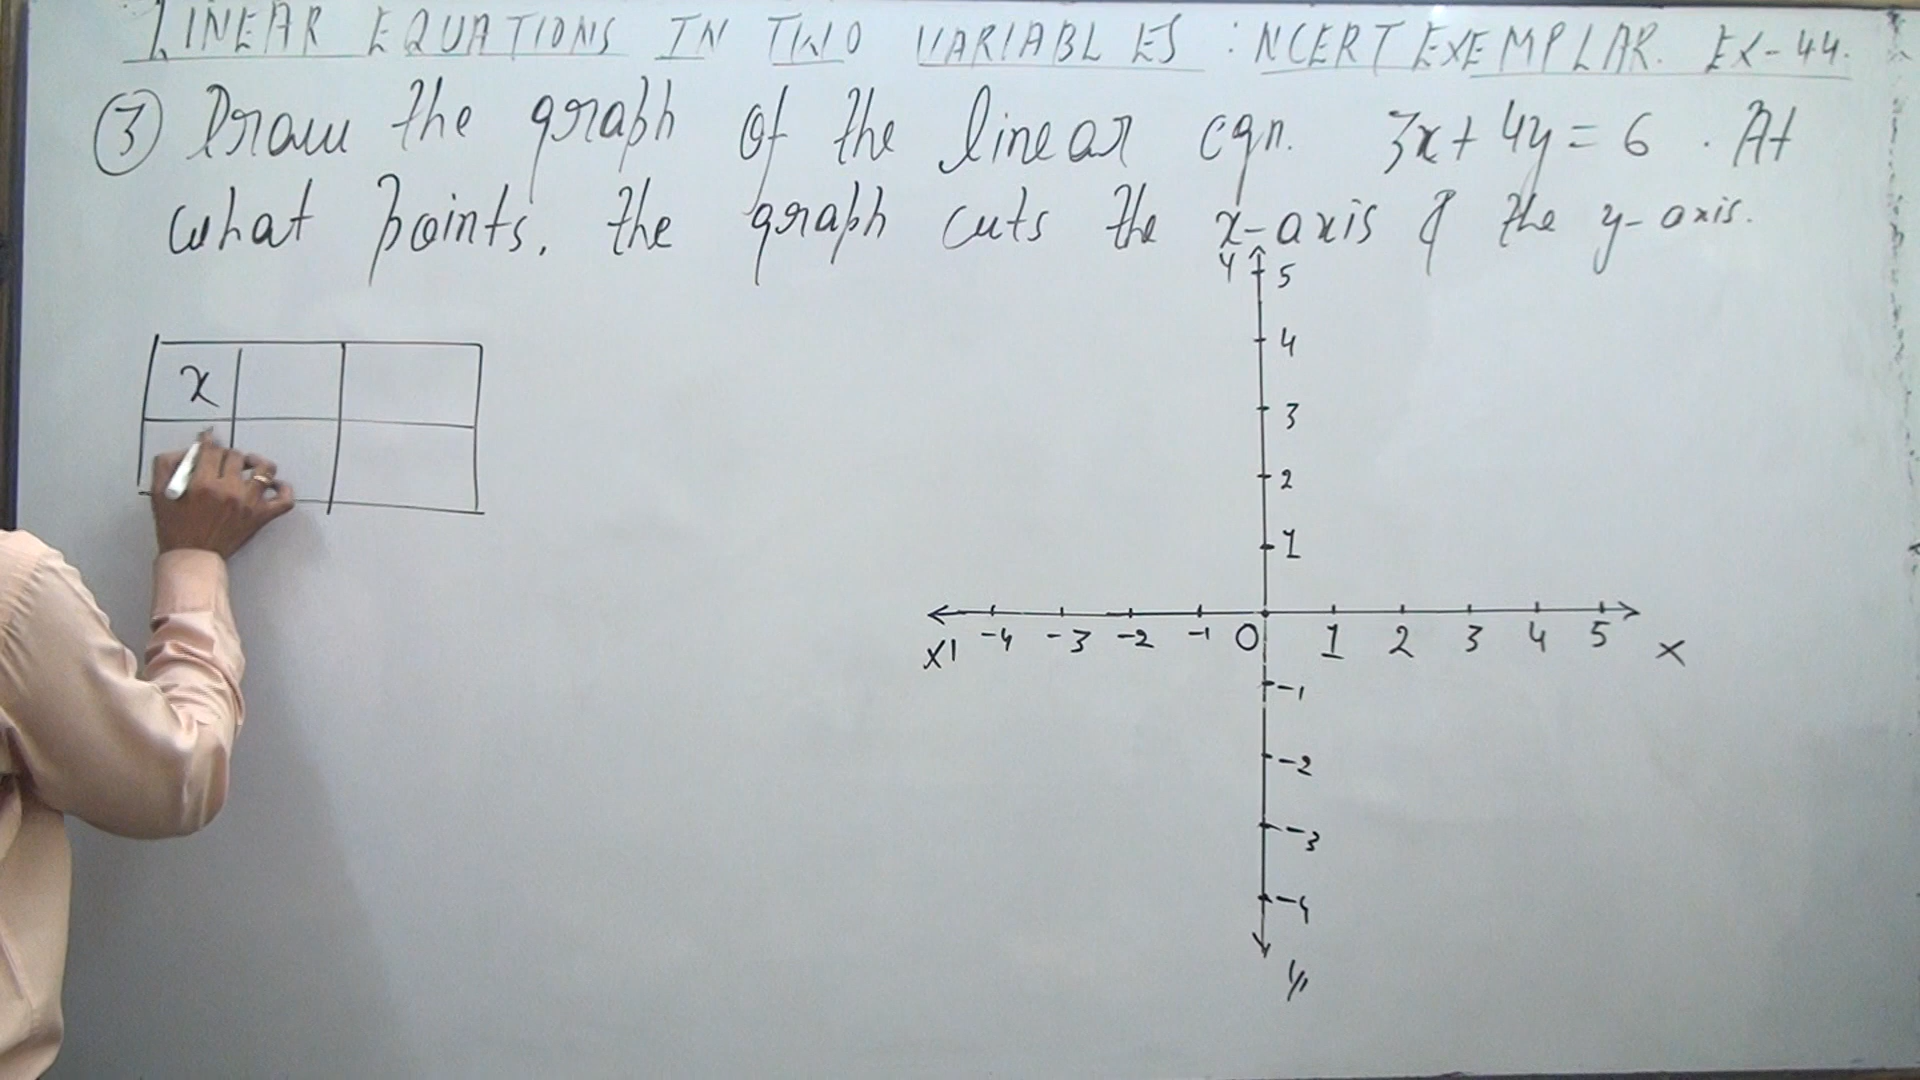 LINEAR EQUATIONS IN TWO VARIABLES : NCERT EXEMPLAR. EX-4.4.
③ Draw the graph of the linear eqn. 3x + 4y = 6 . At
what points, the graph cuts the x-axis & the y-axis.
Y 5
4
x
3
2
1
X' -4 -3 -2 -1 0 1 2 3 4 5 X
-1
-2
-3
-4
Y'